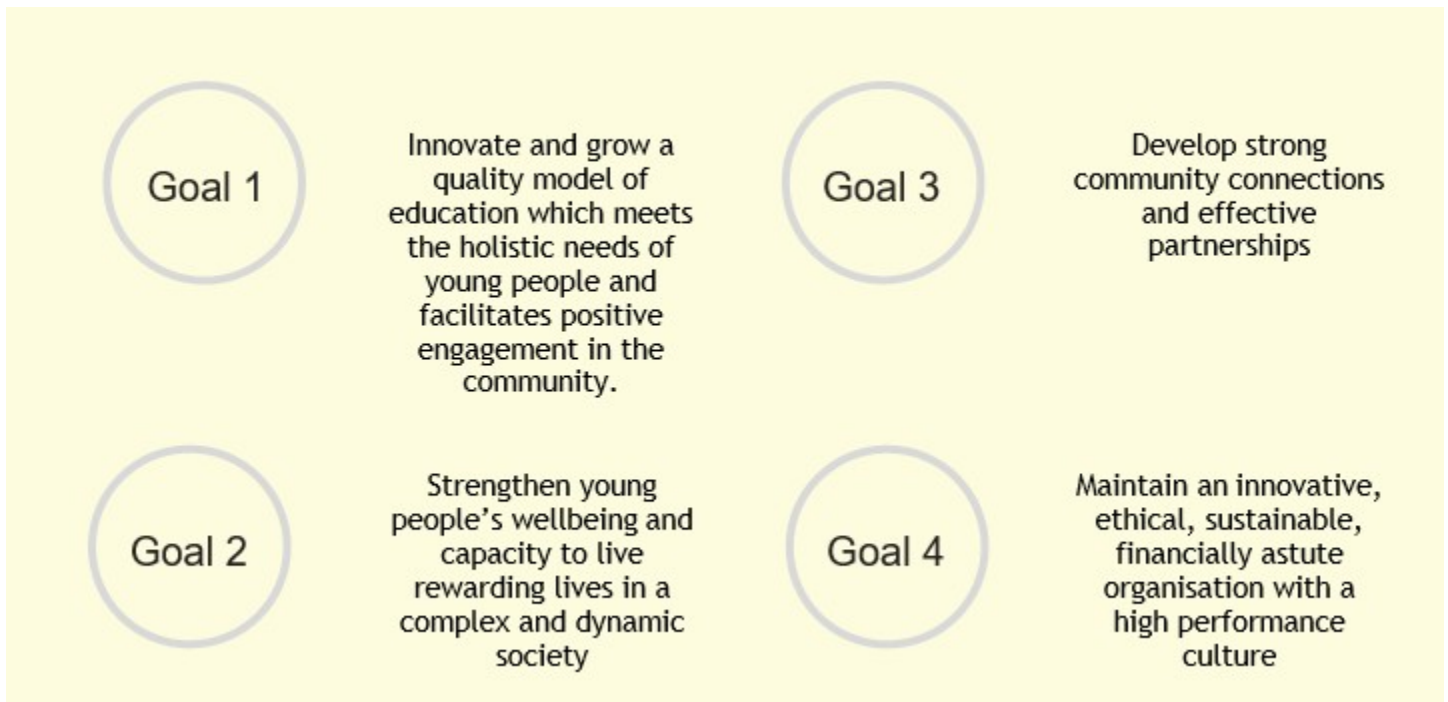 Goal 1
Innovate and grow a
quality model of
education which meets
the holistic needs of
young people and
facilitates positive
engagement in the
community.
Goal 2
Strengthen young
people’s wellbeing and
capacity to live
rewarding lives in a
complex and dynamic
society
Goal 3
Develop strong
community connections
and effective
partnerships
Goal 4
Maintain an innovative,
ethical, sustainable,
financially astute
organisation with a
high performance
culture